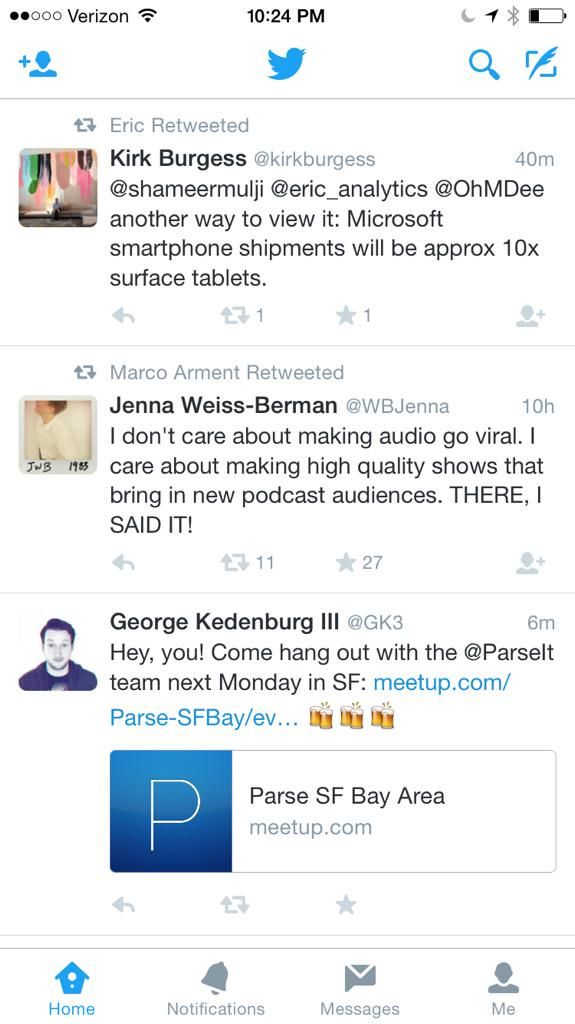 Verizon 10:24 PM
Eric Retweeted
Kirk Burgess @kirkburgess 40m
@shameermulji @eric_analytics @OhMDee
another way to view it: Microsoft
smartphone shipments will be approx 10x
surface tablets.
1 1
Marco Arment Retweeted
Jenna Weiss-Berman @WBJenna 10h
I don't care about making audio go viral. I
care about making high quality shows that
bring in new podcast audiences. THERE, I
SAID IT!
JWB 1983
11 27
George Kedenburg III @GK3 6m
Hey, you! Come hang out with the @ParseIt
team next Monday in SF: meetup.com/
Parse-SFBay/ev… 🍻 🍻 🍻
P
Parse SF Bay Area
meetup.com
Home Notifications Messages Me